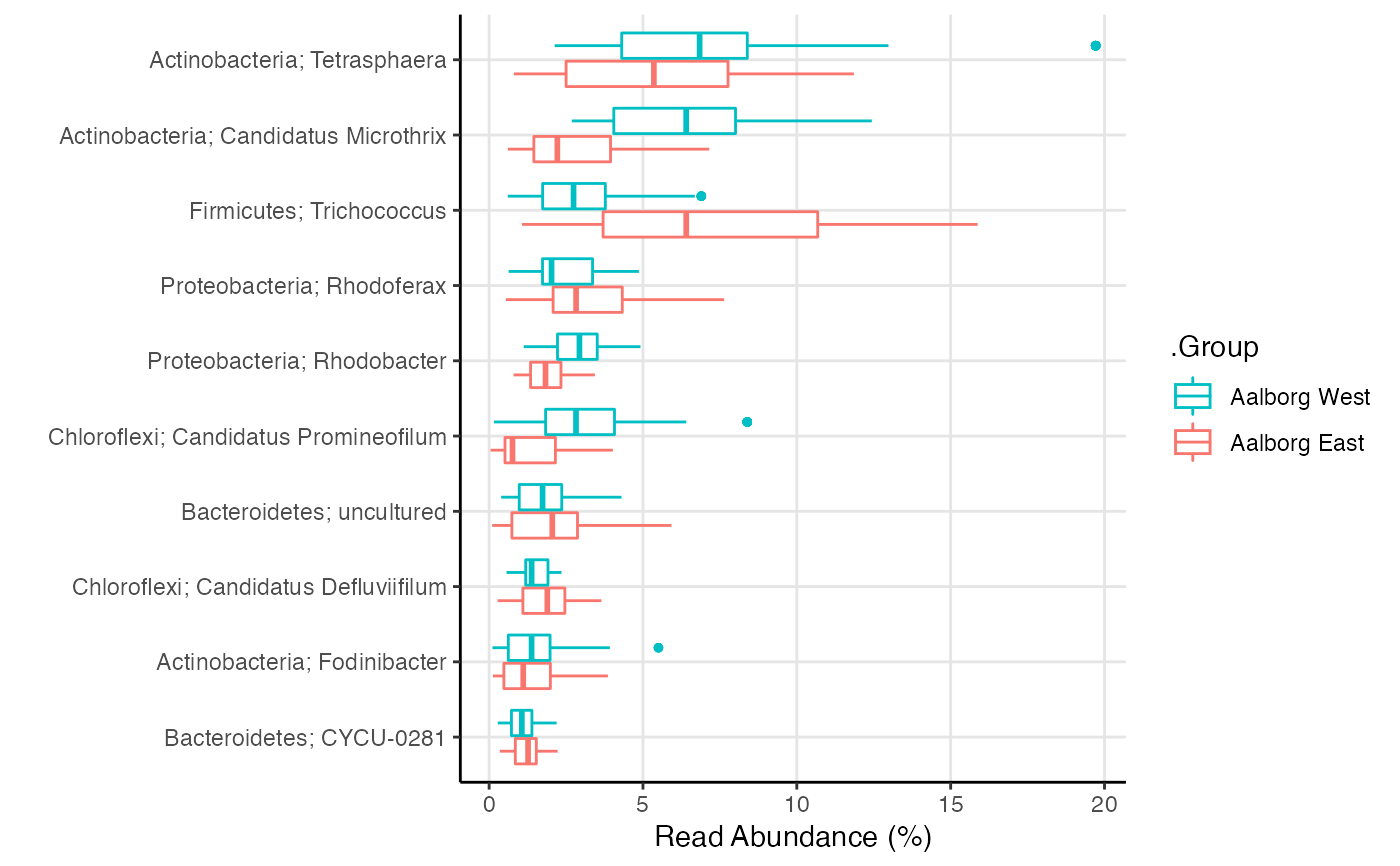 Actinobacteria; Tetrasphaera
Actinobacteria; Candidatus Microthrix
Firmicutes; Trichococcus
Proteobacteria; Rhodoferax
Proteobacteria; Rhodobacter
Chloroflexi; Candidatus Promineofilum
Bacteroidetes; uncultured
Chloroflexi; Candidatus Defluviifilum
Actinobacteria; Fodinibacter
Bacteroidetes; CYCU-0281
0 5 10 15 20
Read Abundance (%)
.Group
Aalborg West
Aalborg East